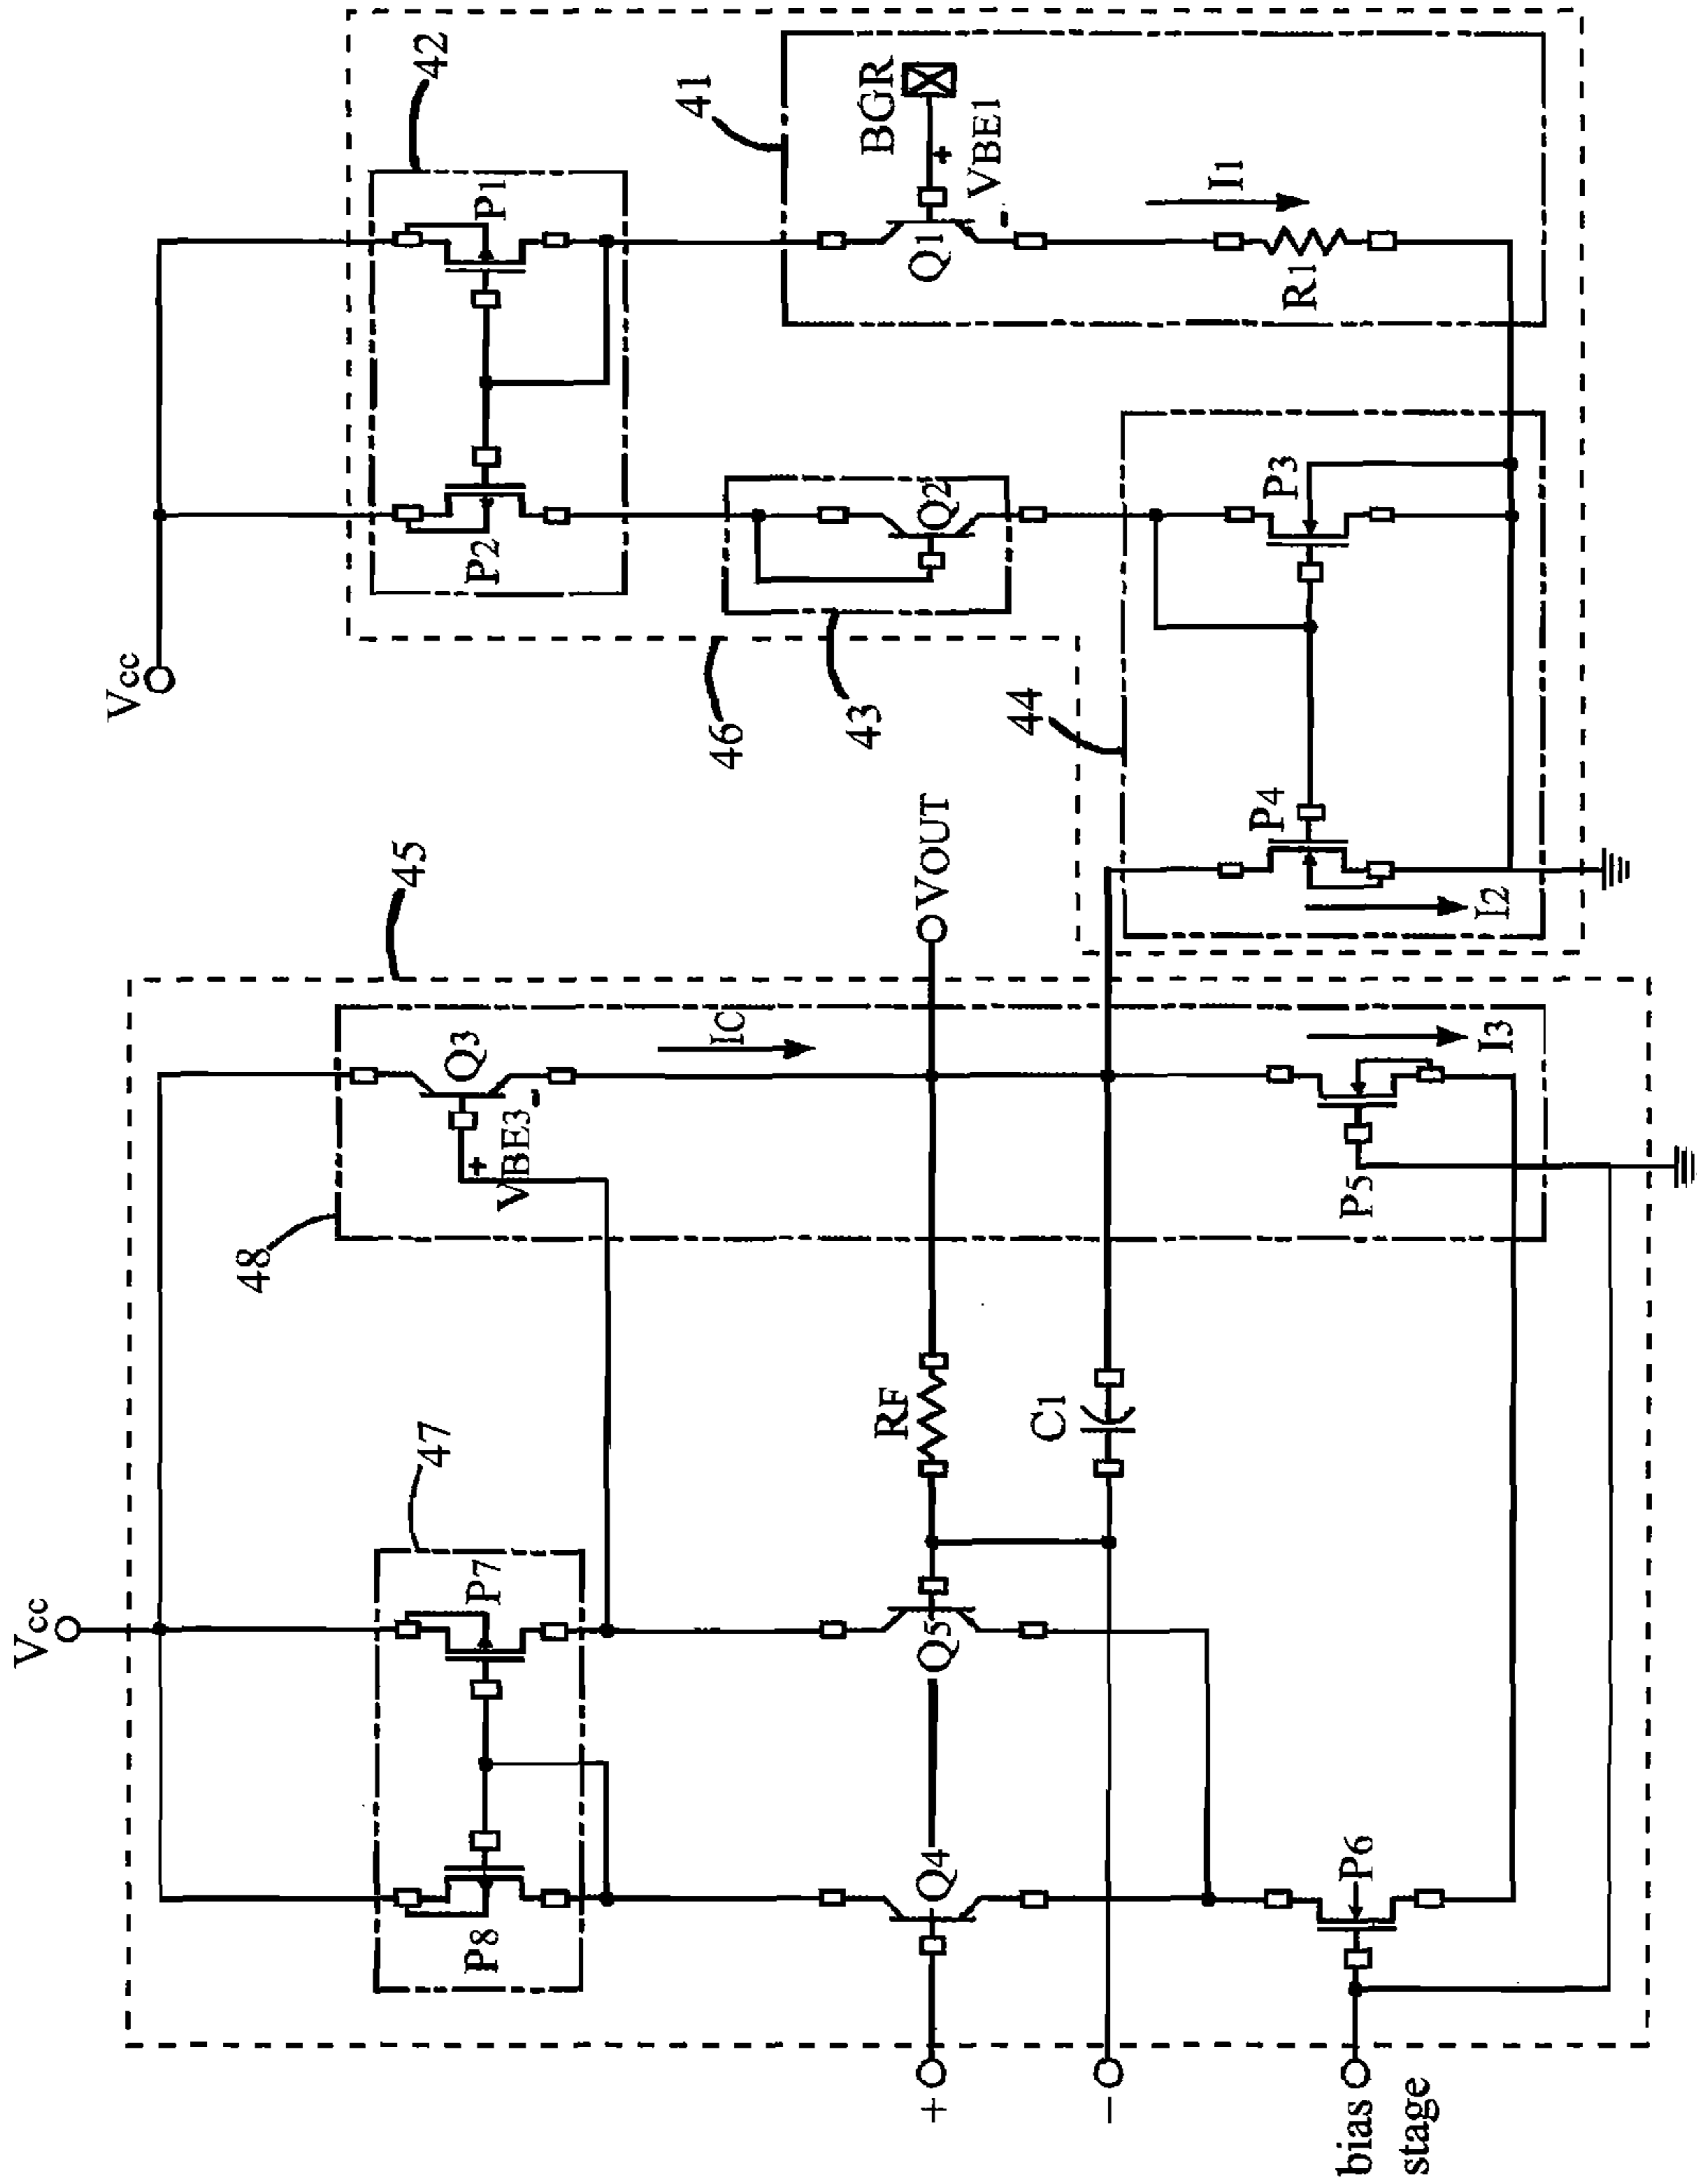 Vcc
47
P8
P7
48
Q3
+
VBE3
-
IC
45
Q4
Q5
RF
VOUT
C1
+
-
bias
stage
P6
P5
I3
Vcc
42
P2
P1
46
43
Q2
41
BGR
+
VBE1
-
Q1
I1
R1
44
P4
P3
I2